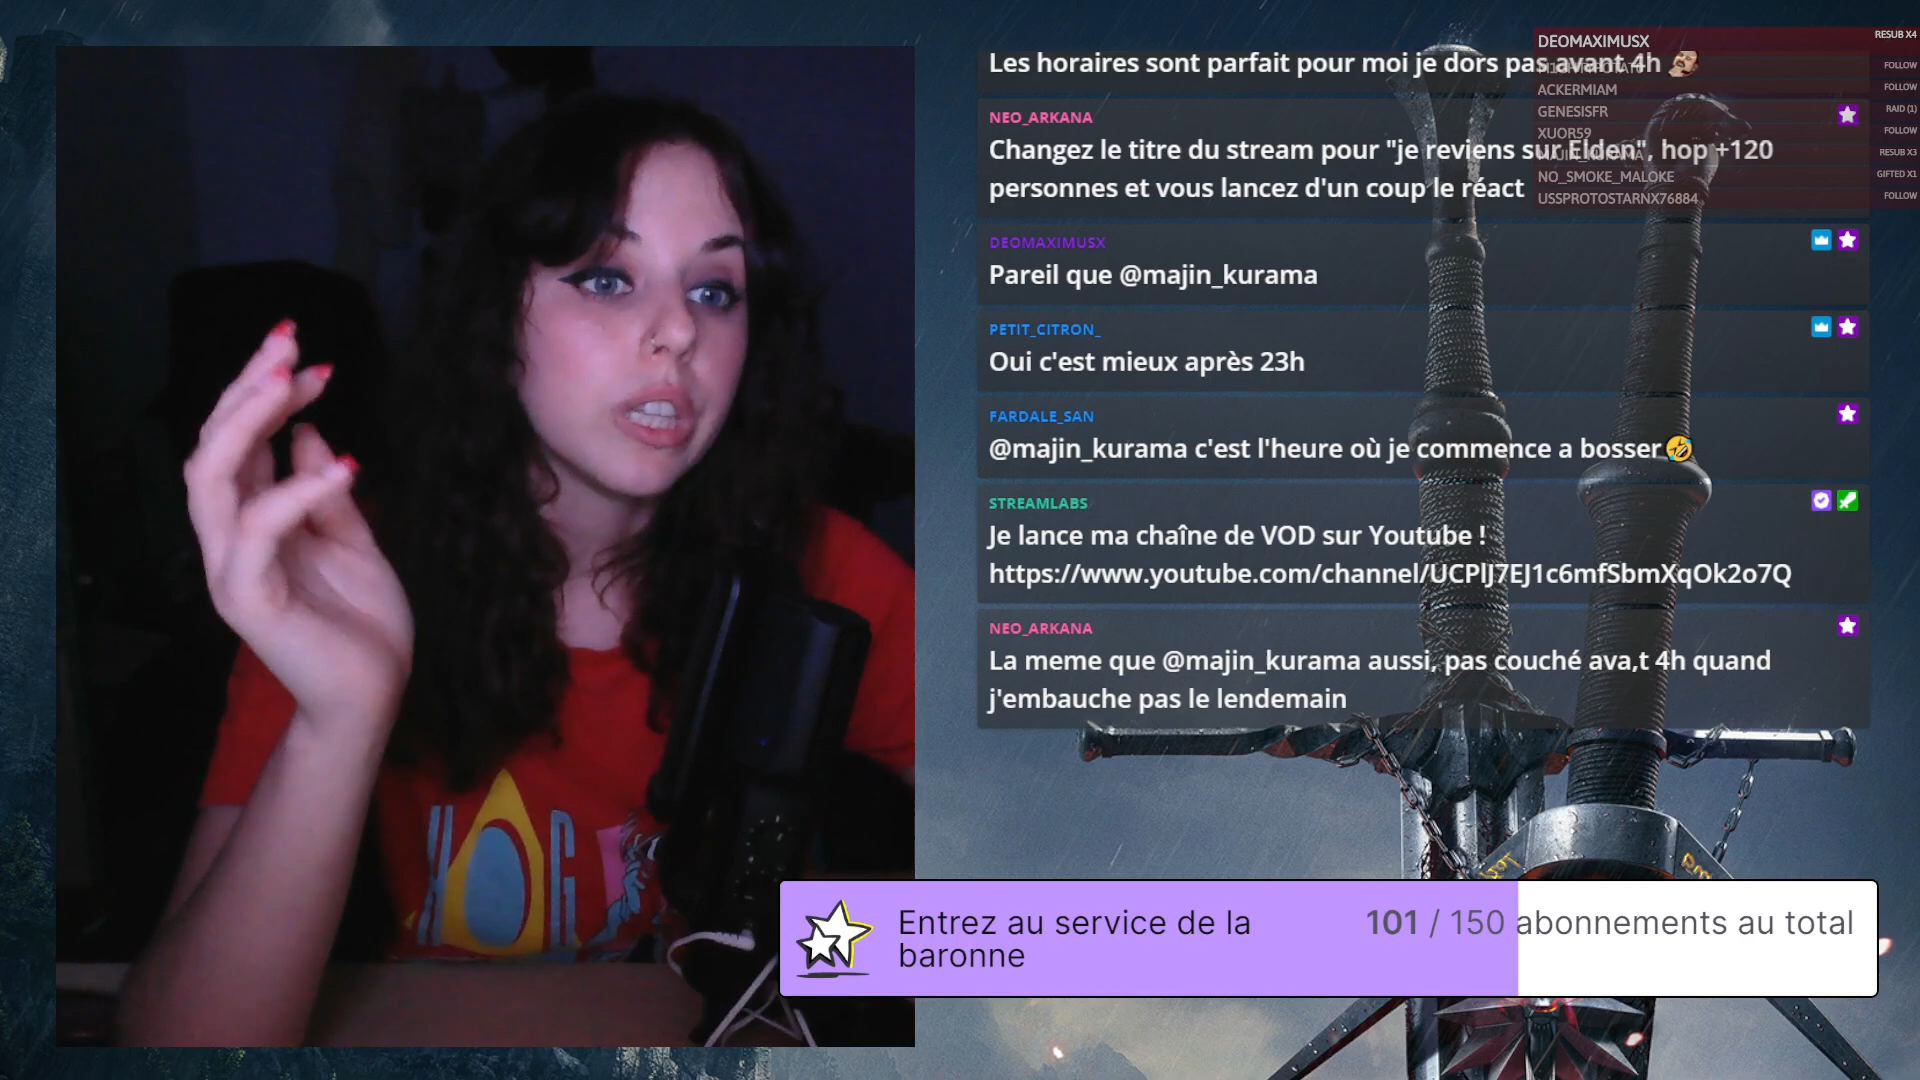 Les horaires sont parfait pour moi je dors pas avant 4h
NEO_ARKANA
Changez le titre du stream pour "je reviens sur Elden", hop +120
personnes et vous lancez d'un coup le réact
DEOMAXIMUSX
Pareil que @majin_kurama
PETIT_CITRON_
Oui c'est mieux après 23h
FARDALE_SAN
@majin_kurama c'est l'heure où je commence a bosser🤣
STREAMLABS
Je lance ma chaîne de VOD sur Youtube !
https://www.youtube.com/channel/UCPlJ7EJ1c6mfSbmXqOk2o7Q
NEO_ARKANA
La meme que @majin_kurama aussi, pas couché ava,t 4h quand
j'embauche pas le lendemain
DEOMAXIMUSX RESUB X4
FOLLOW
ACKERMIAM FOLLOW
GENESISFR RAID (1)
XUOR59 FOLLOW
MAJIN_KURAMA RESUB X3
NO_SMOKE_MALOKE GIFTED X1
USSPROTOSTARNX76884 FOLLOW
Entrez au service de la
baronne
101 / 150 abonnements au total